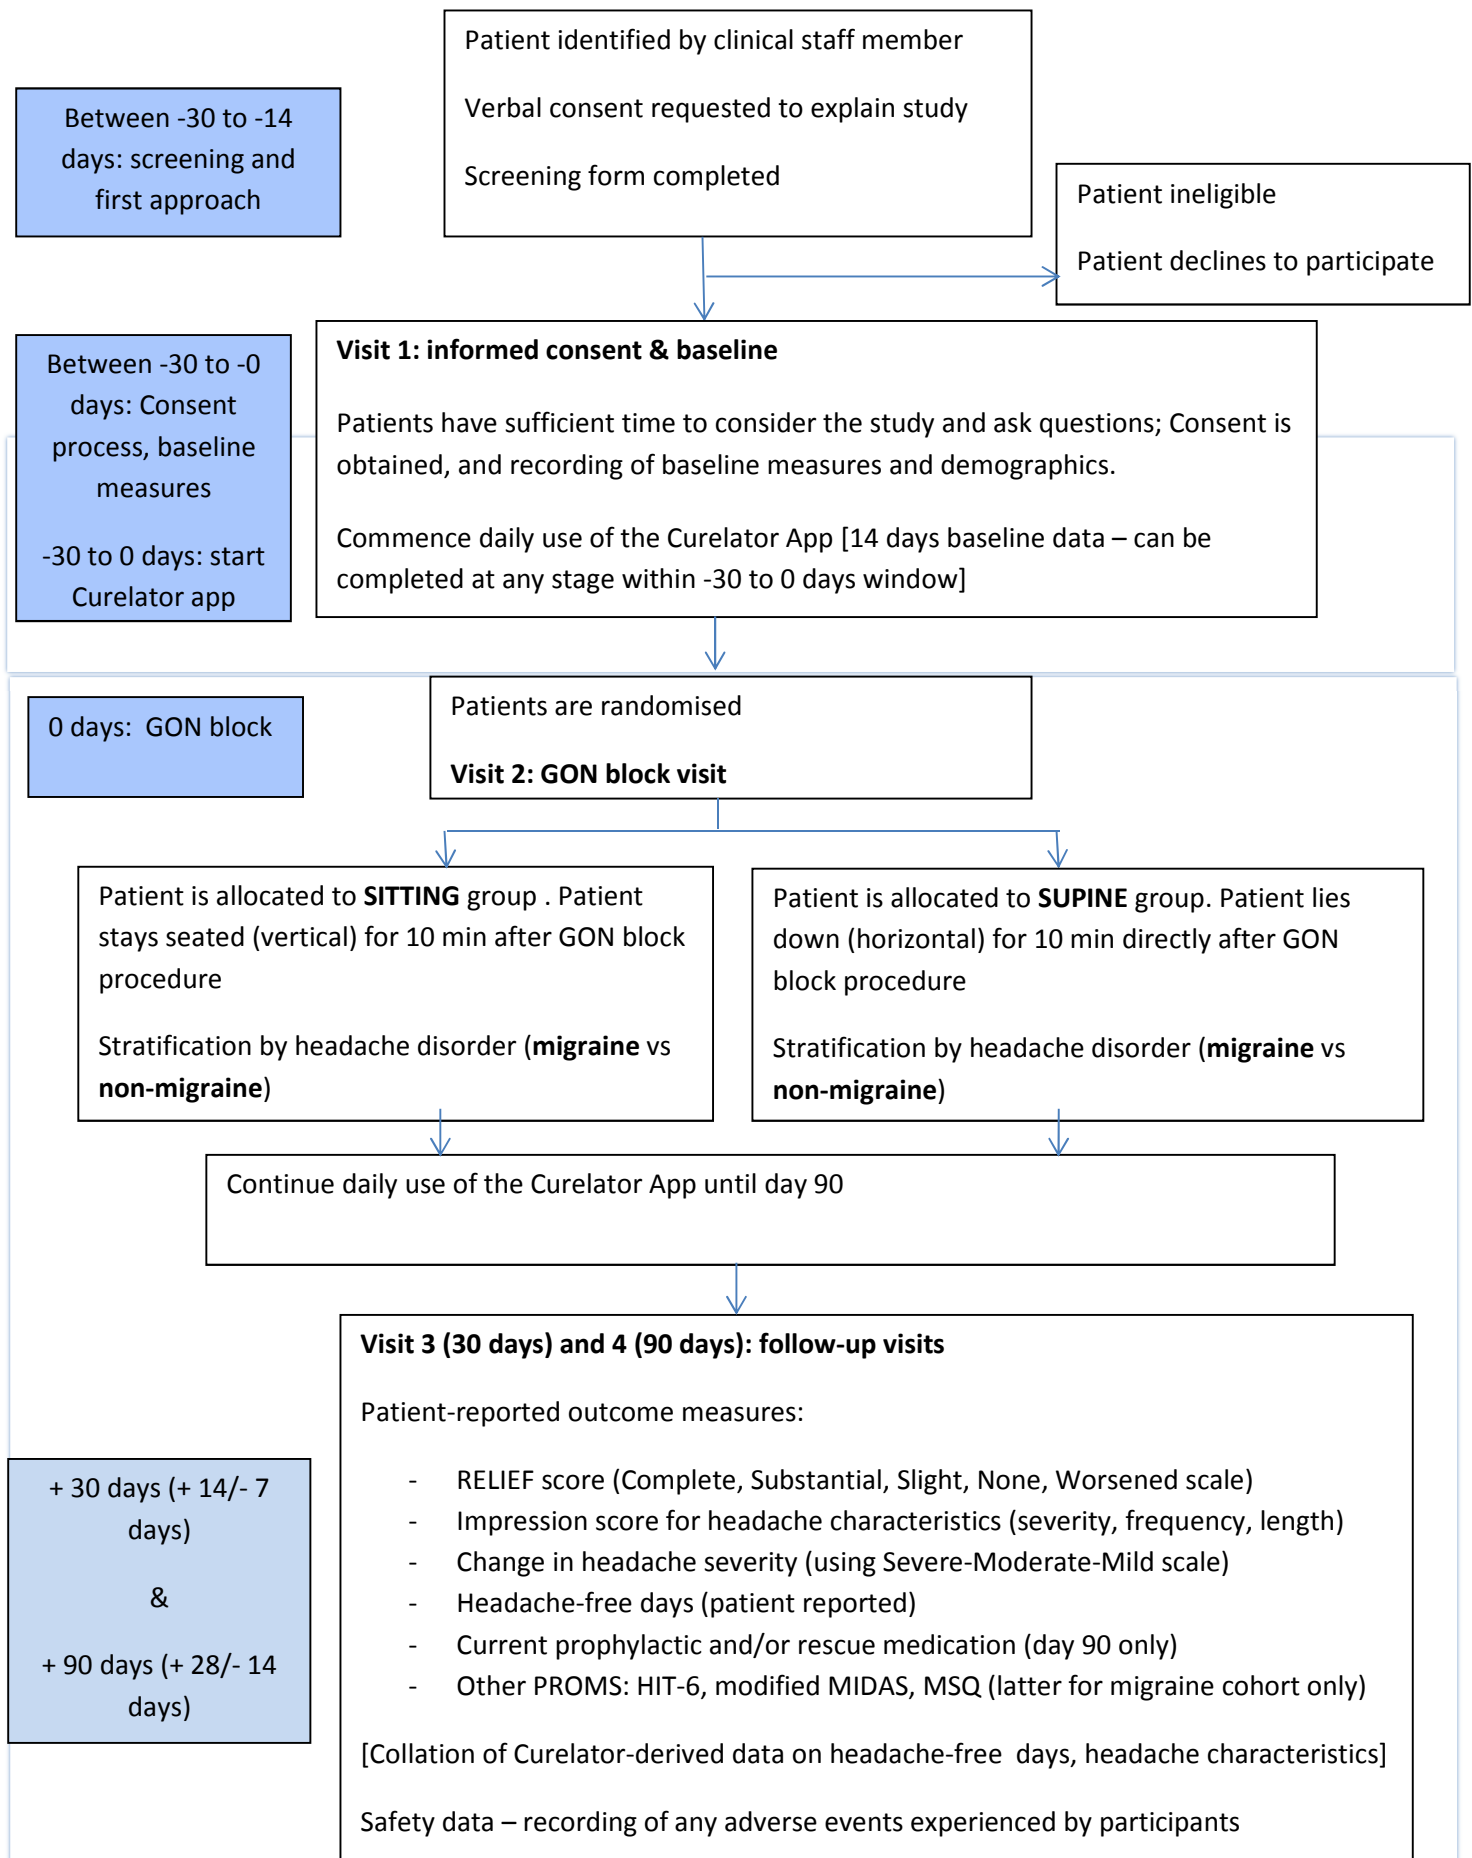 Patient identified by clinical staff member
Verbal consent requested to explain study
Screening form completed
Between -30 to -14
days: screening and
first approach
Patient ineligible
Patient declines to participate
Between -30 to -0
days: Consent
process, baseline
measures
-30 to 0 days: start
Curelator app
Visit 1: informed consent & baseline
Patients have sufficient time to consider the study and ask questions; Consent is
obtained, and recording of baseline measures and demographics.
Commence daily use of the Curelator App [14 days baseline data – can be
completed at any stage within -30 to 0 days window]
0 days:  GON block
Patients are randomised
Visit 2: GON block visit
Patient is allocated to SITTING group . Patient
stays seated (vertical) for 10 min after GON block
procedure
Stratification by headache disorder (migraine vs
non-migraine)
Patient is allocated to SUPINE group. Patient lies
down (horizontal) for 10 min directly after GON
block procedure
Stratification by headache disorder (migraine vs
non-migraine)
Continue daily use of the Curelator App until day 90
+ 30 days (+ 14/- 7
days)
&
+ 90 days (+ 28/- 14
days)
Visit 3 (30 days) and 4 (90 days): follow-up visits
Patient-reported outcome measures:
- RELIEF score (Complete, Substantial, Slight, None, Worsened scale)
- Impression score for headache characteristics (severity, frequency, length)
- Change in headache severity (using Severe-Moderate-Mild scale)
- Headache-free days (patient reported)
- Current prophylactic and/or rescue medication (day 90 only)
- Other PROMS: HIT-6, modified MIDAS, MSQ (latter for migraine cohort only)
[Collation of Curelator-derived data on headache-free  days, headache characteristics]
Safety data – recording of any adverse events experienced by participants